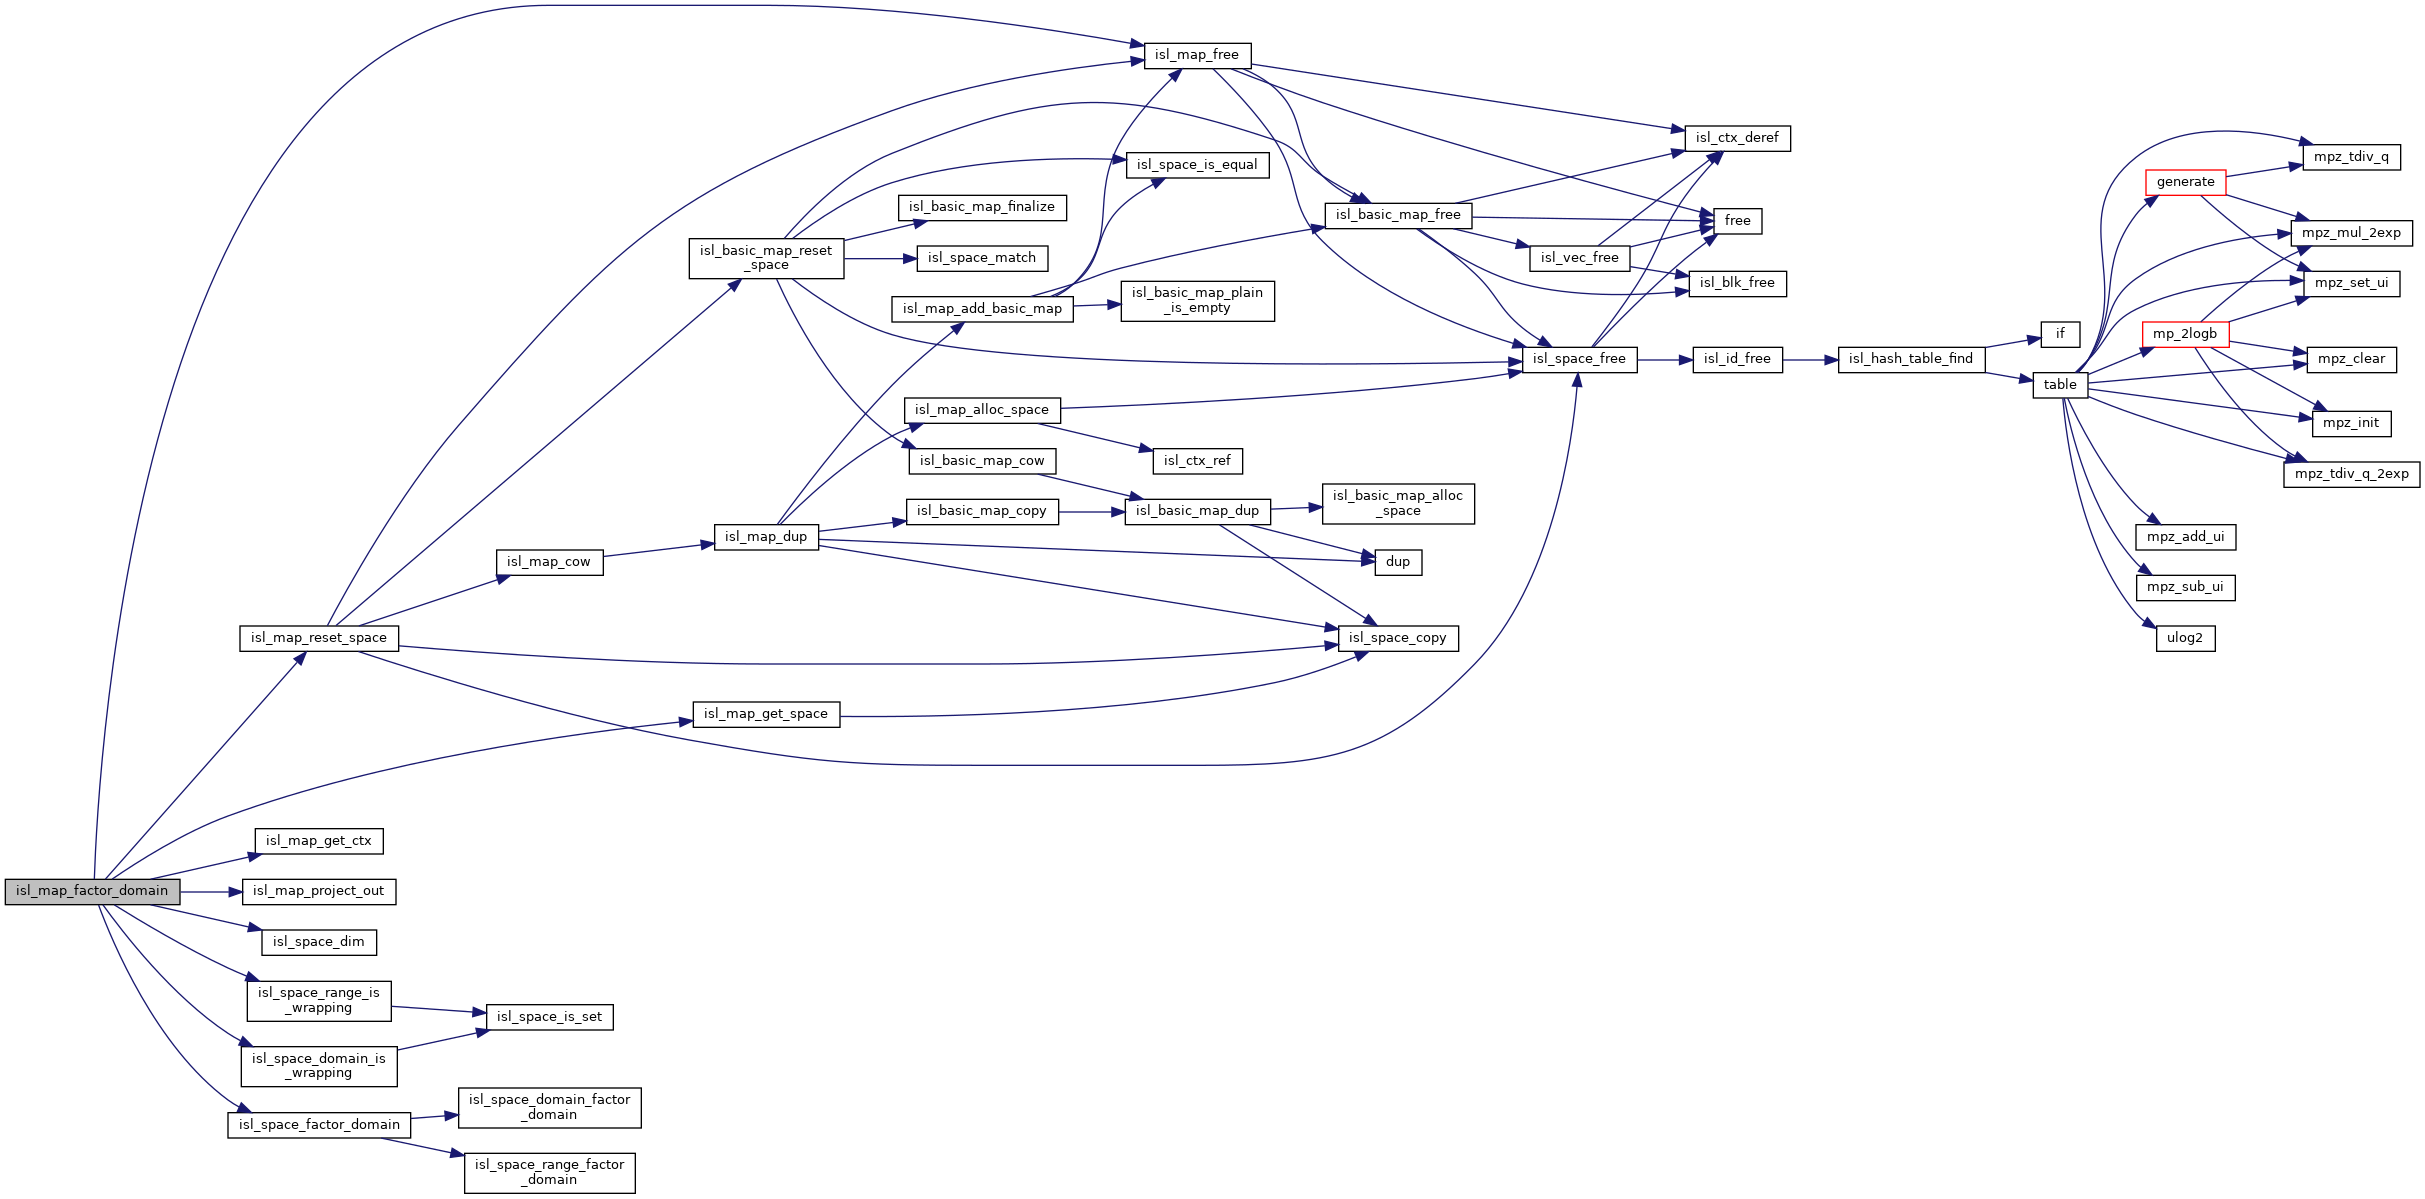 isl_map_free
isl_ctx_deref
mpz_tdiv_q
isl_space_is_equal
generate
isl_basic_map_finalize
isl_basic_map_free
free
mpz_mul_2exp
isl_basic_map_reset
_space
isl_space_match
isl_vec_free
isl_blk_free
mpz_set_ui
isl_map_add_basic_map
isl_basic_map_plain
_is_empty
if
mp_2logb
isl_space_free
isl_id_free
isl_hash_table_find
mpz_clear
table
isl_map_alloc_space
mpz_init
isl_basic_map_cow
isl_ctx_ref
mpz_tdiv_q_2exp
isl_basic_map_copy
isl_basic_map_dup
isl_basic_map_alloc
_space
isl_map_dup
mpz_add_ui
isl_map_cow
dup
mpz_sub_ui
isl_map_reset_space
isl_space_copy
ulog2
isl_map_get_space
isl_map_get_ctx
isl_map_factor_domain
isl_map_project_out
isl_space_dim
isl_space_range_is
_wrapping
isl_space_is_set
isl_space_domain_is
_wrapping
isl_space_domain_factor
_domain
isl_space_factor_domain
isl_space_range_factor
_domain